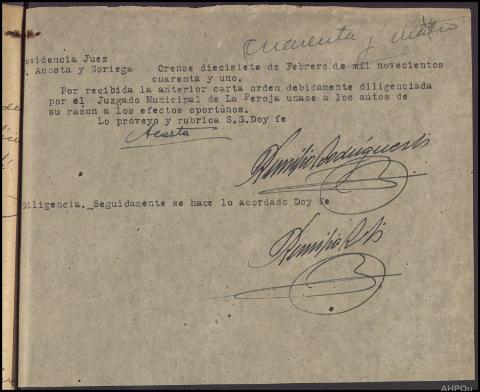 cuarenta y cuatro
ovidencia Juez
. Acosta y Noriega Orense diecisiete de Febrero de mil novecientos
cuarenta y uno.
Por recibida la anterior carta orden debidamente diligenciada
por el Juzgado Municipal de La Peroja unase a los autos de
su razon a los efectos oportunos.
Lo proveyo y rubrica S.S.Doy fe
Acosta
Diligencia._Seguidamente se hace lo acordado Doy fe
AHPOu